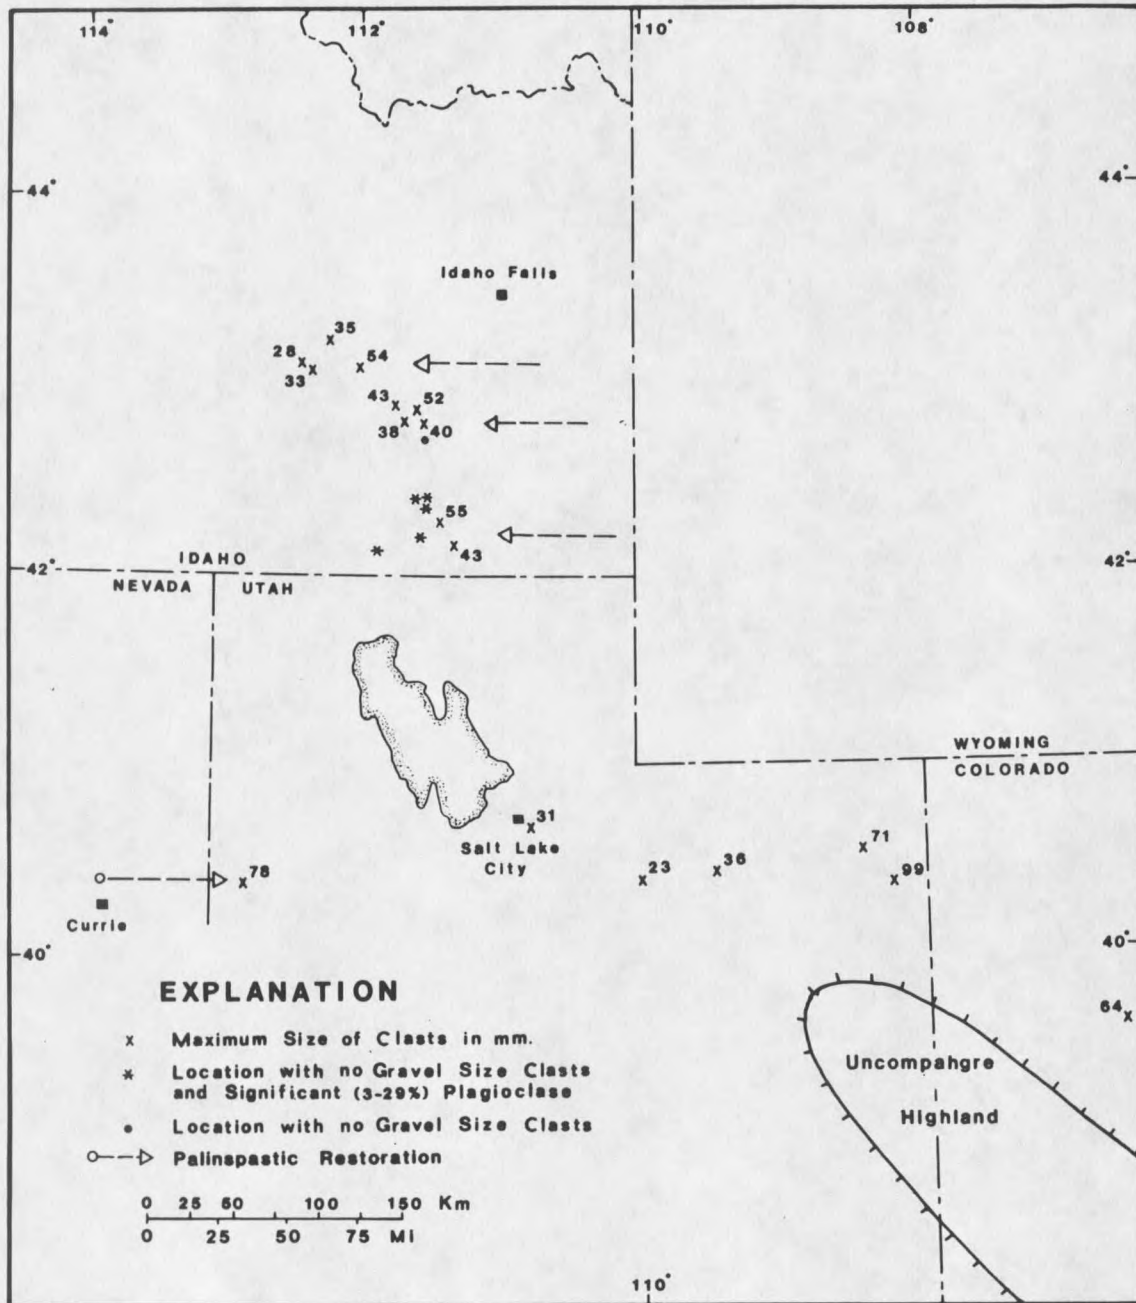 114° 112° 110° 108°
44° 44°
Idaho Falls
35
28 54
33
43 52
38 40
55
43
42° IDAHO 42°
NEVADA UTAH
WYOMING
COLORADO
31
Salt Lake
City
71
78 23 36 99
Currie
40° 40°
EXPLANATION
x Maximum Size of Clasts in mm.
Location with no Gravel Size Clasts
and Significant (3-29%) Plagioclase
Location with no Gravel Size Clasts
Palinspastic Restoration
0 25 50 100 150 Km
0 25 50 75 Mi
64
Uncompahgre
Highland
110°